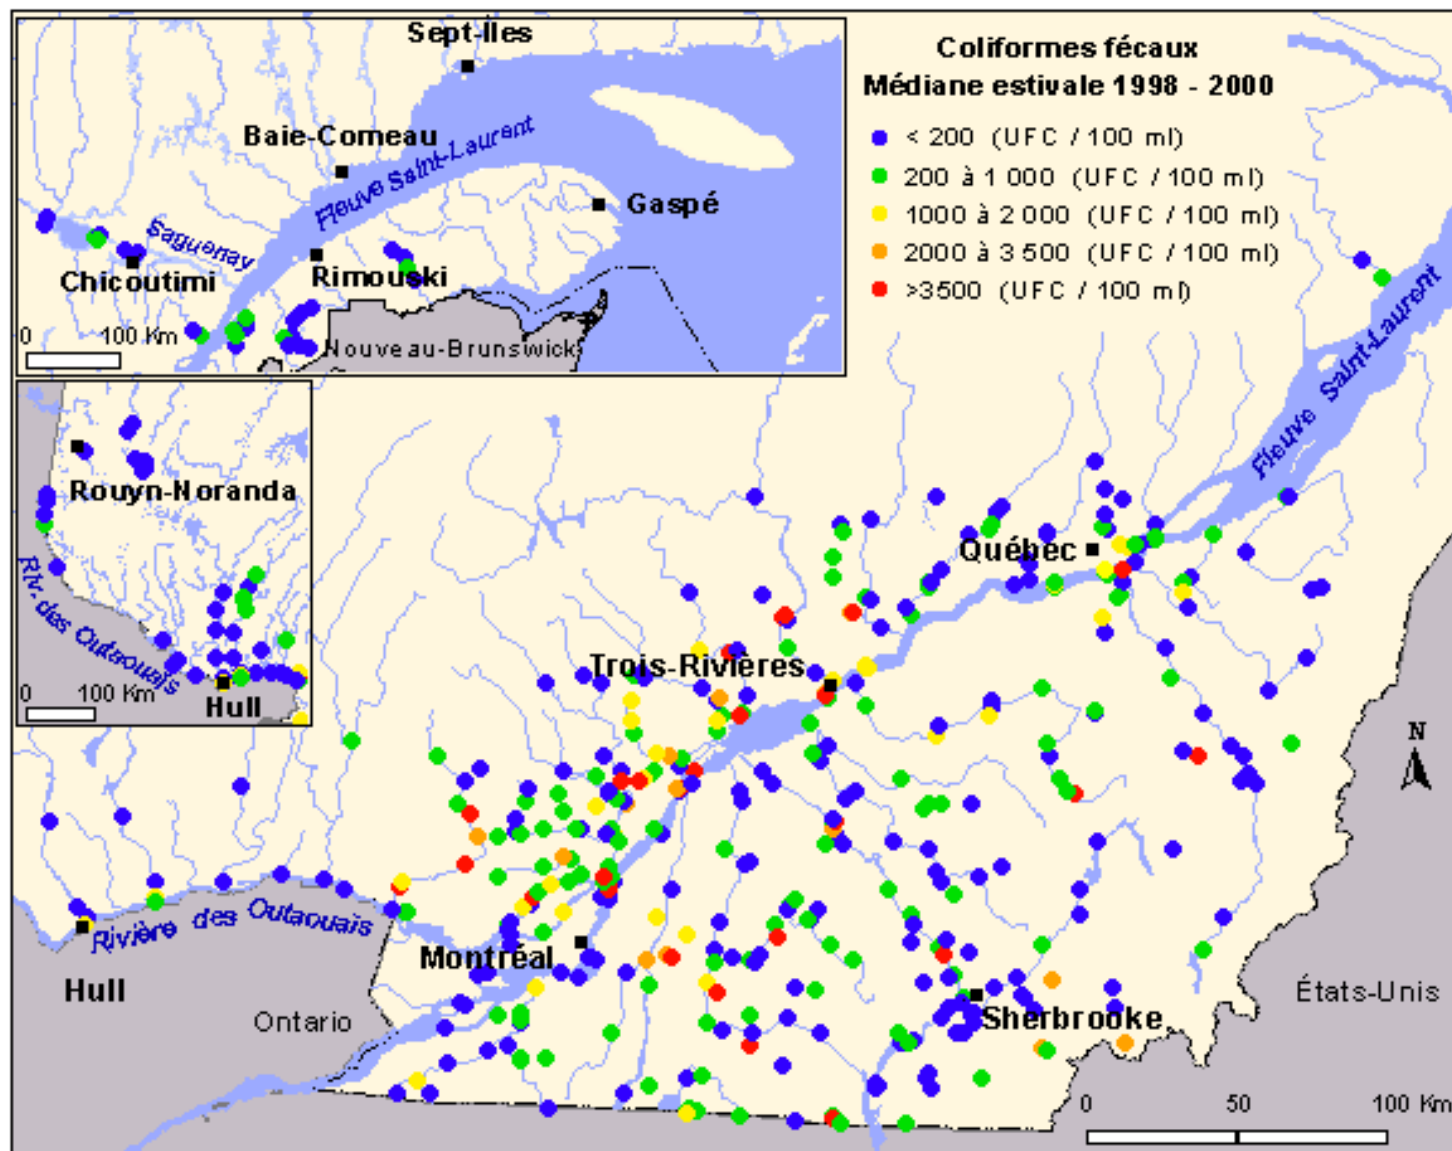 Coliformes fécaux
Médiane estivale 1998 - 2000
< 200 (UFC / 100 ml)
200 à 1 000 (UFC / 100 ml)
1000 à 2 000 (UFC / 100 ml)
2000 à 3 500 (UFC / 100 ml)
>3500 (UFC / 100 ml)
Sept-Iles
Baie-Comeau
Fleuve Saint-Laurent
Gaspé
Saguenay
Chicoutimi
Rimouski
0 100 Km
Nouveau-Brunswick
Rouyn-Noranda
Riv. des Outaouais
0 100 Km
Hull
Fleuve Saint-Laurent
Québec
Trois-Rivières
N
Rivière des Outaouais
Montréal
Hull
Ontario
Sherbrooke
États-Unis
0 50 100 Km